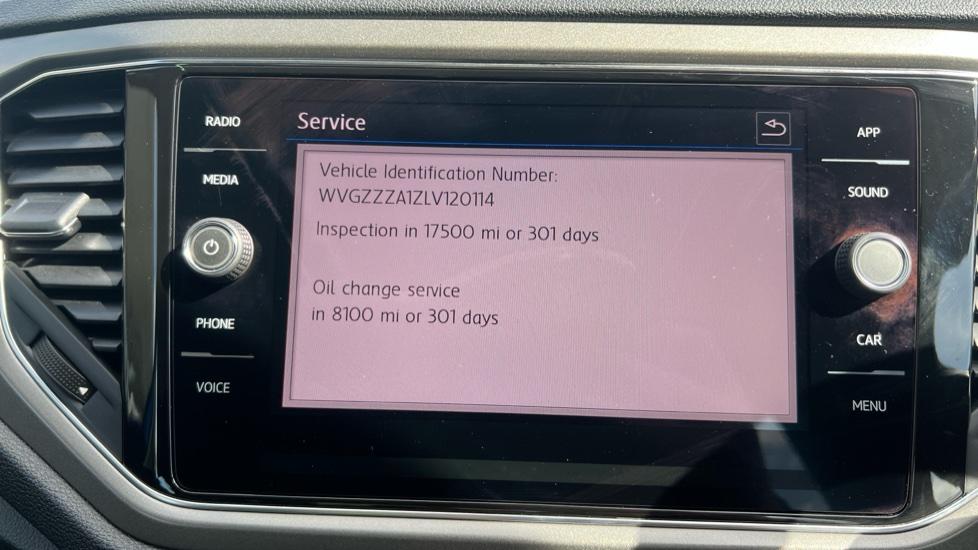 RADIO
MEDIA
PHONE
VOICE
Service
Vehicle Identification Number:
WVGZZZA1ZLV120114
Inspection in 17500 mi or 301 days
Oil change service
in 8100 mi or 301 days
APP
SOUND
CAR
MENU